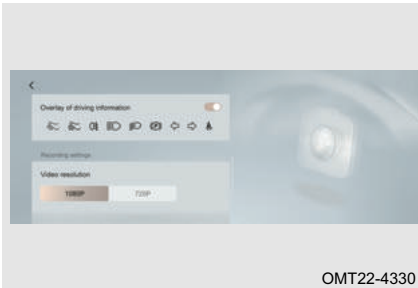 Overlay of driving information
Recording settings
Video resolution
1080P 720P
OMT22-4330